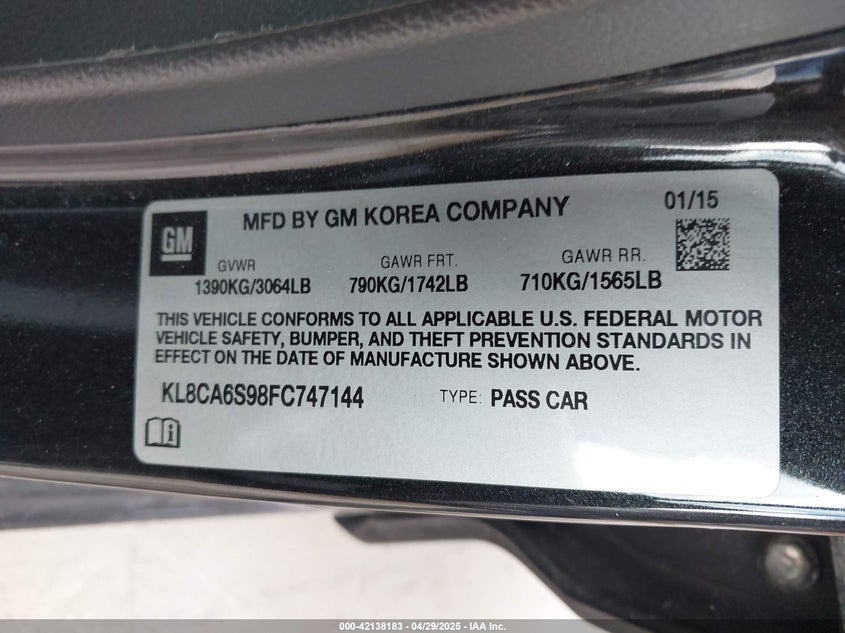 GM
MFD BY GM KOREA COMPANY
01/15
GVWR
GAWR FRT.
GAWR RR.
1390KG/3064LB
790KG/1742LB
710KG/1565LB
THIS VEHICLE CONFORMS TO ALL APPLICABLE U.S. FEDERAL MOTOR
VEHICLE SAFETY, BUMPER, AND THEFT PREVENTION STANDARDS IN
EFFECT ON THE DATE OF MANUFACTURE SHOWN ABOVE.
KL8CA6S98FC747144
TYPE: PASS CAR
i
000-42138183 - 04/29/2025 - IAA Inc.